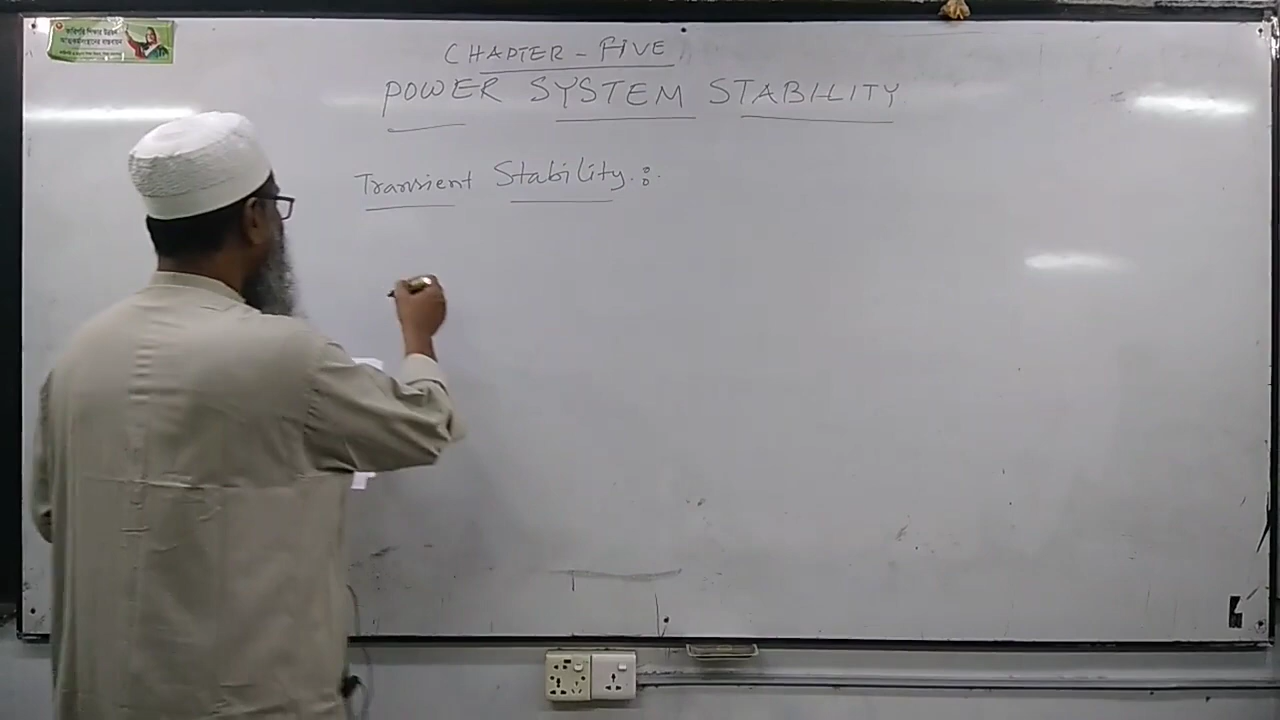 CHAPTER - FIVE
POWER SYSTEM STABILITY
Transient Stability :